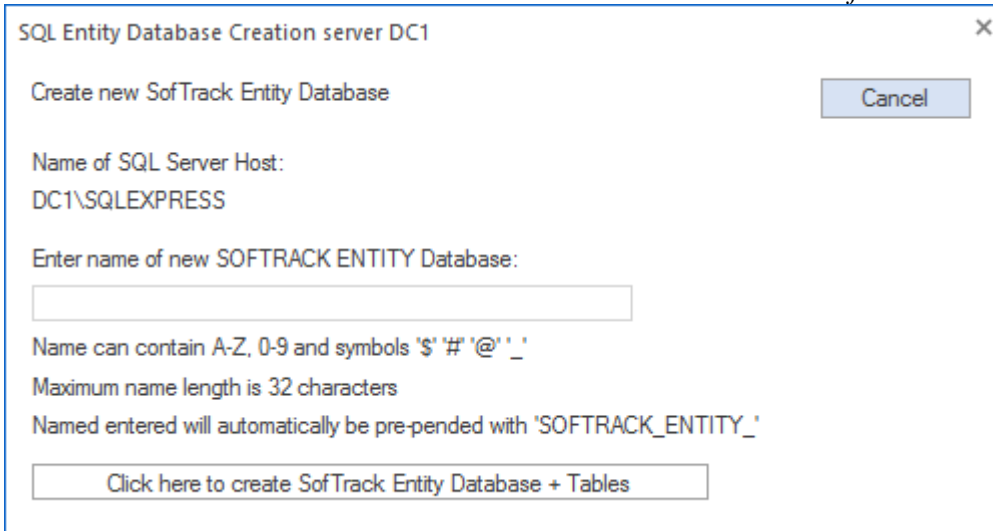 SQL Entity Database Creation server DC1
Create new SofTrack Entity Database
Cancel
Name of SQL Server Host:
DC1\SQLEXPRESS
Enter name of new SOFTRACK ENTITY Database:
Name can contain A-Z, 0-9 and symbols '$' '#' '@' '_'
Maximum name length is 32 characters
Named entered will automatically be pre-pended with 'SOFTRACK_ENTITY_'
Click here to create SofTrack Entity Database + Tables